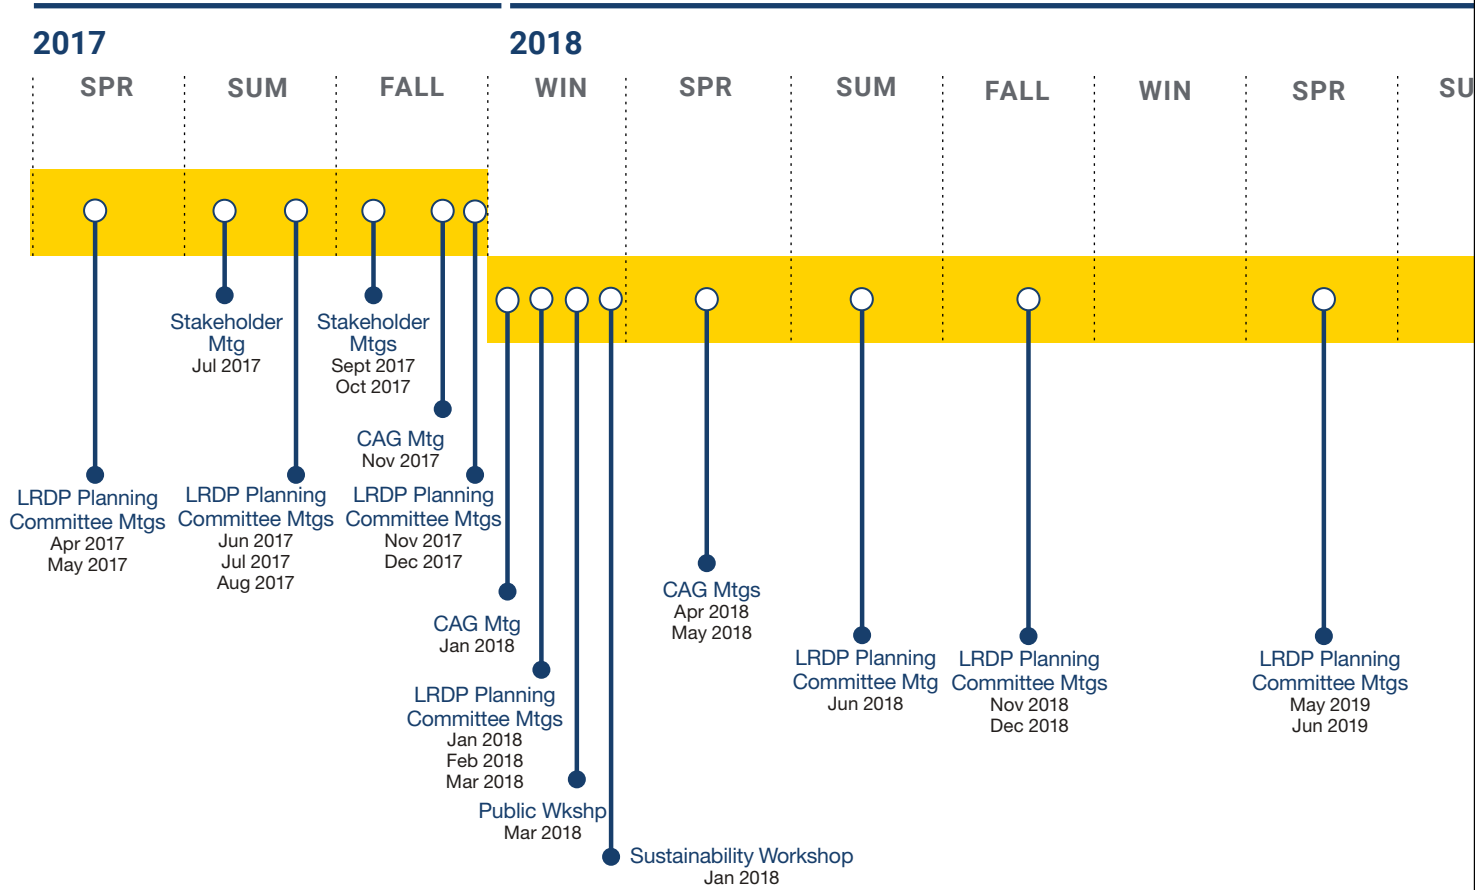 2017
2018
SPR
SUM
FALL
WIN
SPR
SUM
FALL
WIN
SPR
SU
Stakeholder
Mtg
Jul 2017
Stakeholder
Mtgs
Sept 2017
Oct 2017
CAG Mtg
Nov 2017
LRDP Planning
Committee Mtgs
Apr 2017
May 2017
LRDP Planning
Committee Mtgs
Jun 2017
Jul 2017
Aug 2017
LRDP Planning
Committee Mtgs
Nov 2017
Dec 2017
CAG Mtg
Jan 2018
LRDP Planning
Committee Mtgs
Jan 2018
Feb 2018
Mar 2018
Public Wkshp
Mar 2018
Sustainability Workshop
Jan 2018
CAG Mtgs
Apr 2018
May 2018
LRDP Planning
Committee Mtg
Jun 2018
LRDP Planning
Committee Mtgs
Nov 2018
Dec 2018
LRDP Planning
Committee Mtgs
May 2019
Jun 2019